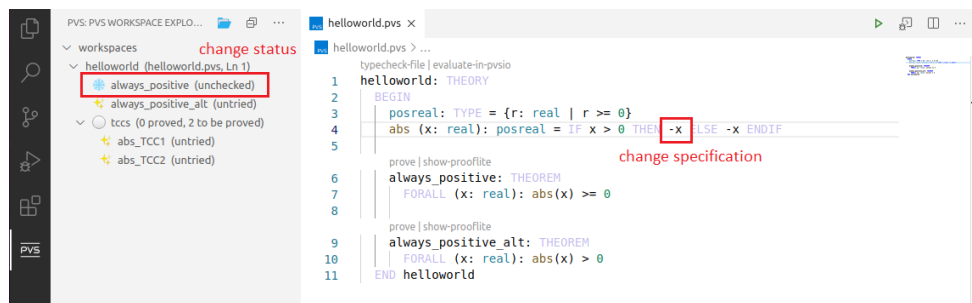 PVS: PVS WORKSPACE EXPLO...
workspaces
change status
helloworld (helloworld.pvs, Ln 1)
always_positive (unchecked)
always_positive_alt (untried)
tccs (0 proved, 2 to be proved)
abs_TCC1 (untried)
abs_TCC2 (untried)
PVS
helloworld.pvs ×
helloworld.pvs > ...
typecheck-file | evaluate-in-pvsio
1 helloworld: THEORY
2 BEGIN
3 posreal: TYPE = {r: real | r >= 0}
4 abs (x: real): posreal = IF x > 0 THEN -x ELSE -x ENDIF
5
change specification
prove | show-prooflite
6 always_positive: THEOREM
7 FORALL (x: real): abs(x) >= 0
8
prove | show-prooflite
9 always_positive_alt: THEOREM
10 FORALL (x: real): abs(x) > 0
11 END helloworld